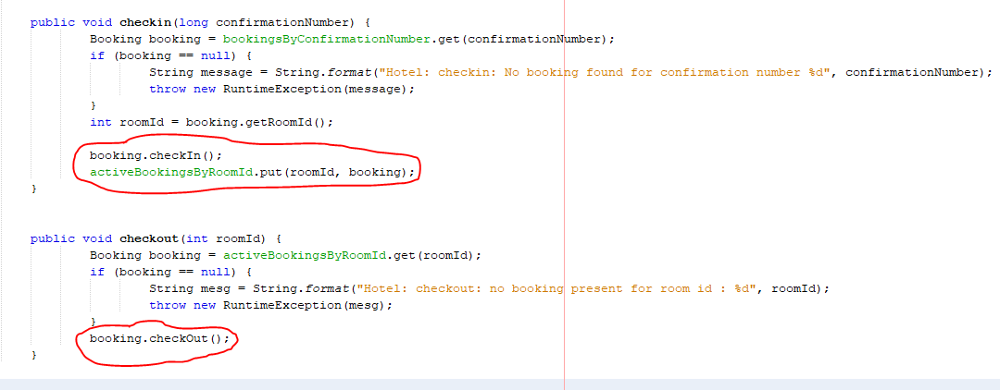 public void checkin(long confirmationNumber) {
Booking booking = bookingsByConfirmationNumber.get(confirmationNumber);
if (booking == null) {
String message = String.format("Hotel: checkin: No booking found for confirmation number %d", confirmationNumber);
throw new RuntimeException(message);
}
int roomId = booking.getRoomId();
booking.checkIn();
activeBookingsByRoomId.put(roomId, booking);
}
public void checkout(int roomId) {
Booking booking = activeBookingsByRoomId.get(roomId);
if (booking == null) {
String mesg = String.format("Hotel: checkout: no booking present for room id : %d", roomId);
throw new RuntimeException(mesg);
}
booking.checkOut();
}